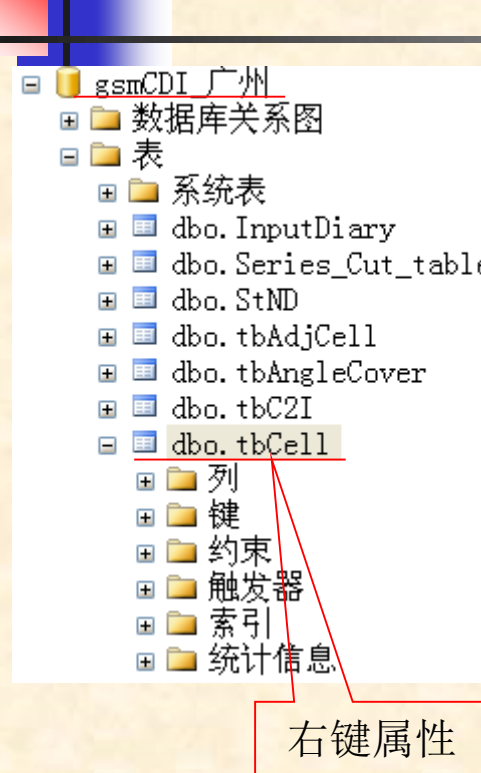 gsmCDI_广州
数据库关系图
表
系统表
dbo.InputDiary
dbo.Series_Cut_table
dbo.StND
dbo.tbAdjCell
dbo.tbAngleCover
dbo.tbC2I
dbo.tbCell
列
键
约束
触发器
索引
统计信息
右键属性